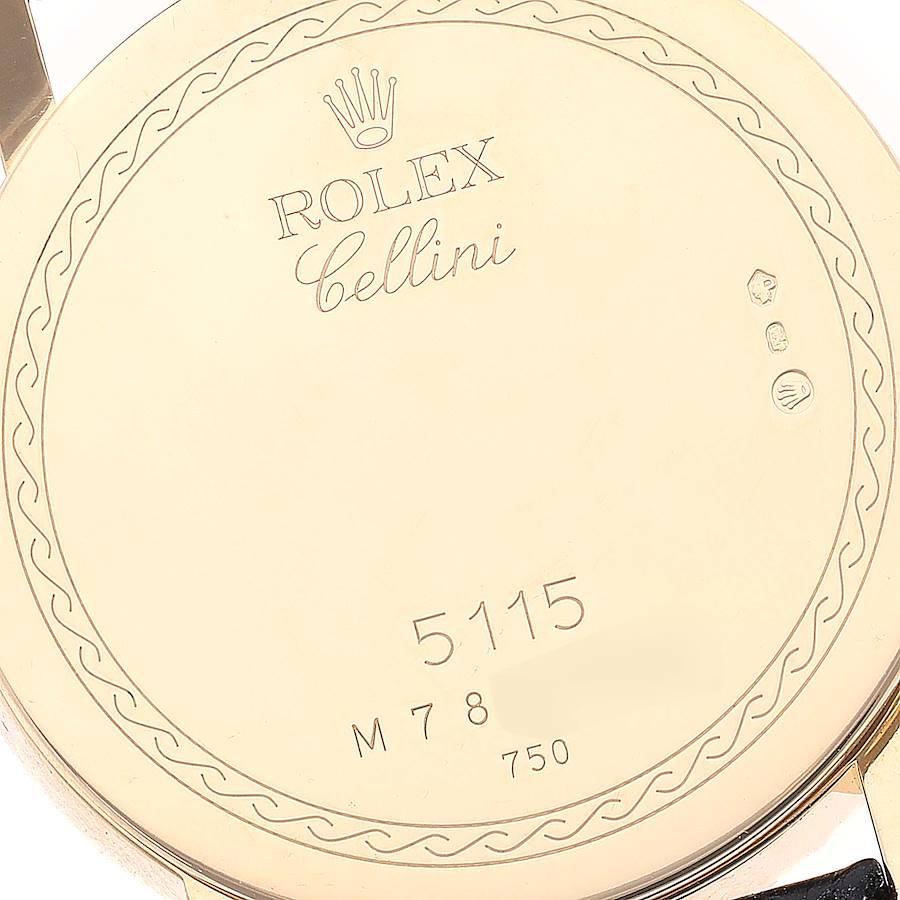 ROLEX
Cellini
5115
M 7 8
750